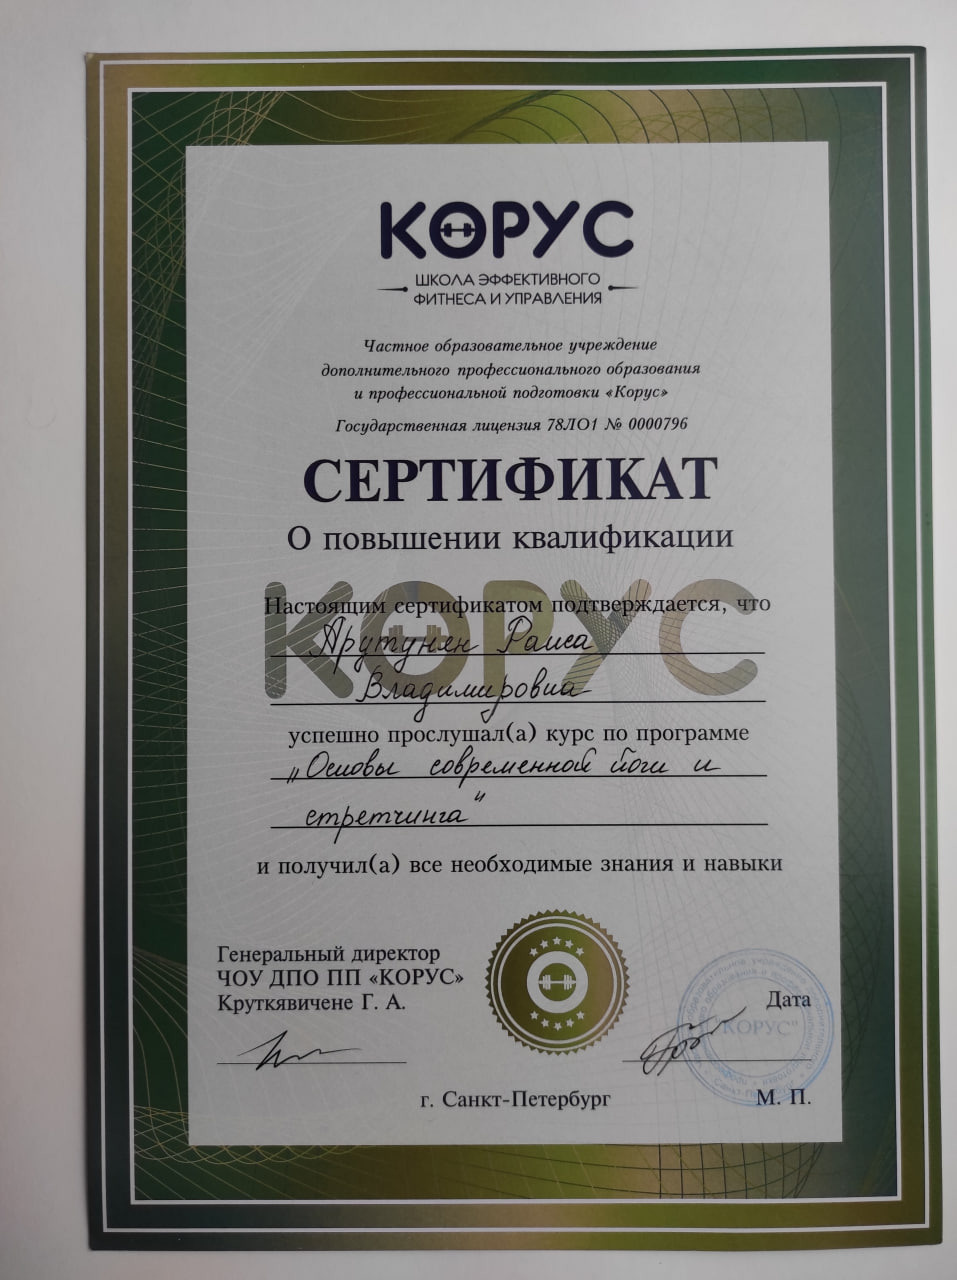 КОРУС
ШКОЛА ЭФФЕКТИВНОГО
ФИТНЕСА И УПРАВЛЕНИЯ
Частное образовательное учреждение
дополнительного профессионального образования
и профессиональной подготовки «Корус»
Государственная лицензия 78ЛО1 № 0000796
СЕРТИФИКАТ
О повышении квалификации
КОРУС
Настоящим сертификатом подтверждается, что
Арутунян Раиса
Владимировна
успешно прослушал(а) курс по программе
„Основы современной йоги и
стретчинга"
и получил(а) все необходимые знания и навыки
Генеральный директор
ЧОУ ДПО ПП «КОРУС»
Круткявичене Г. А.
Дата
"КОРУС"
г. Санкт-Петербург
М. П.